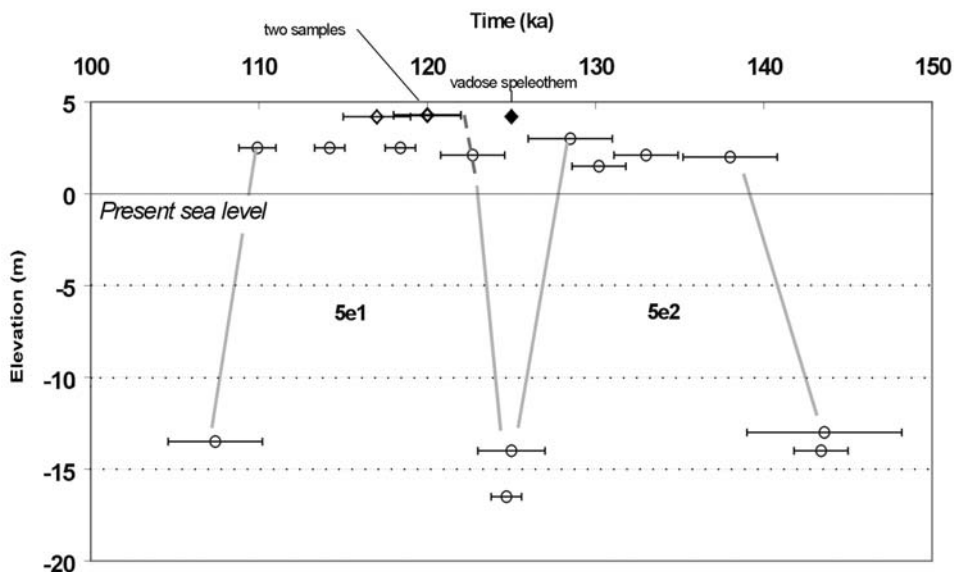 Time (ka)
two samples
100 110 120 130 140 150
vadose speleothem
5
0
Present sea level
-5
5e1 5e2
-10
-15
-20
Elevation (m)